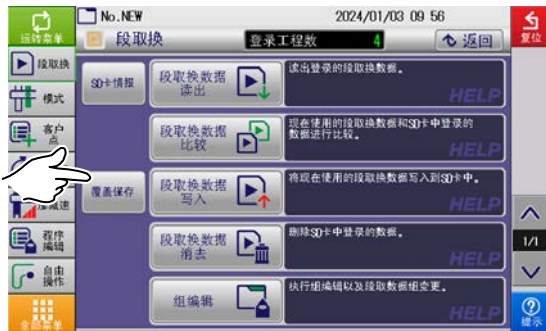 No.NEW
2024/01/03 09 56
运转菜单
段取换
登录工程数
4
返回
复位
段取换
SD卡情报
段取换数据
读出
读出登录的段取换数据。
HELP
模式
客户
点
段取换数据
比较
现在使用的段取换数据和SD卡中登录的
数据进行比较。
HELP
覆盖保存
段取换数据
写入
将现在使用的段取换数据写入到SD卡中。
HELP
加减速
程序
编辑
段取换数据
消去
删除SD卡中登录的数据。
HELP
1/1
自由
操作
组编辑
执行组编辑以及段取数据组变更。
HELP
全部菜单
提示